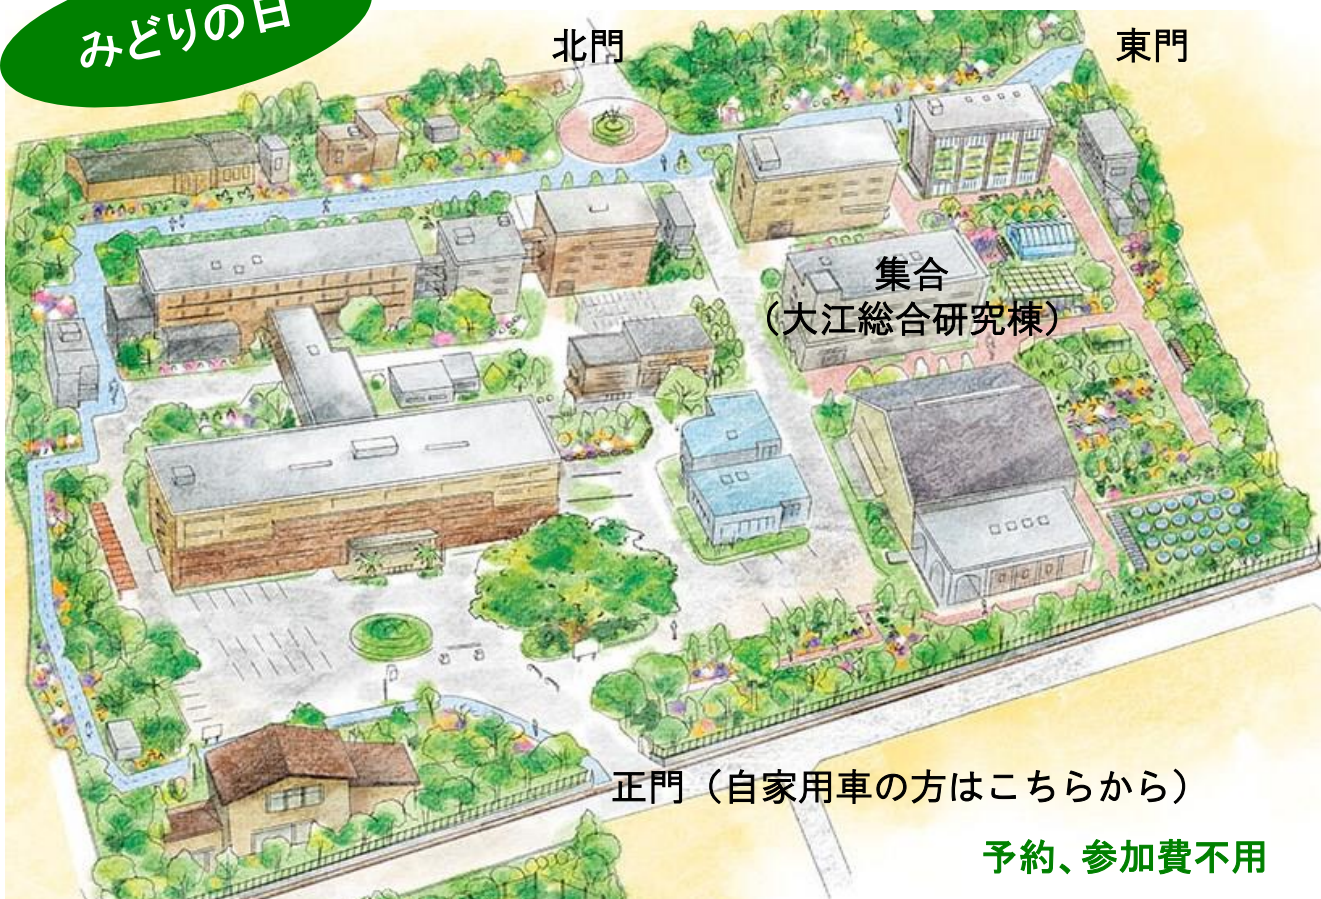 みどりの日
北門
東門
集合
（大江総合研究棟）
正門（自家用車の方はこちらから）
予約、参加費不用